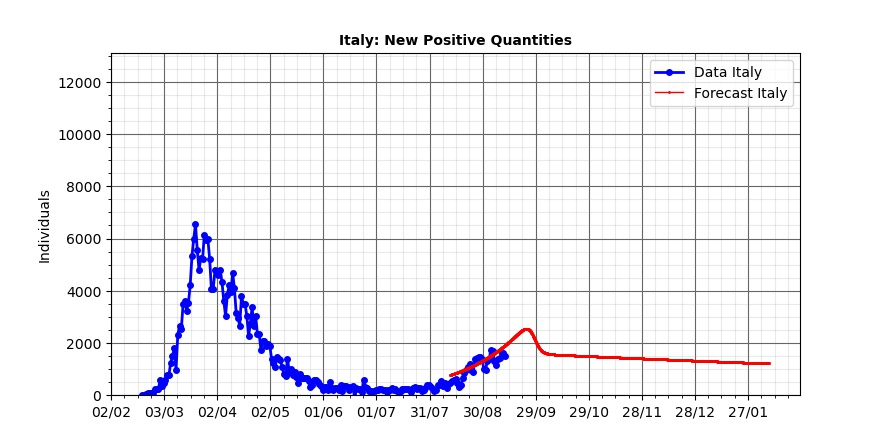 Italy: New Positive Quantities
Data Italy
Forecast Italy
Individuals
12000
10000
8000
6000
4000
2000
0
02/02 03/03 02/04 02/05 01/06 01/07 31/07 30/08 29/09 29/10 28/11 28/12 27/01